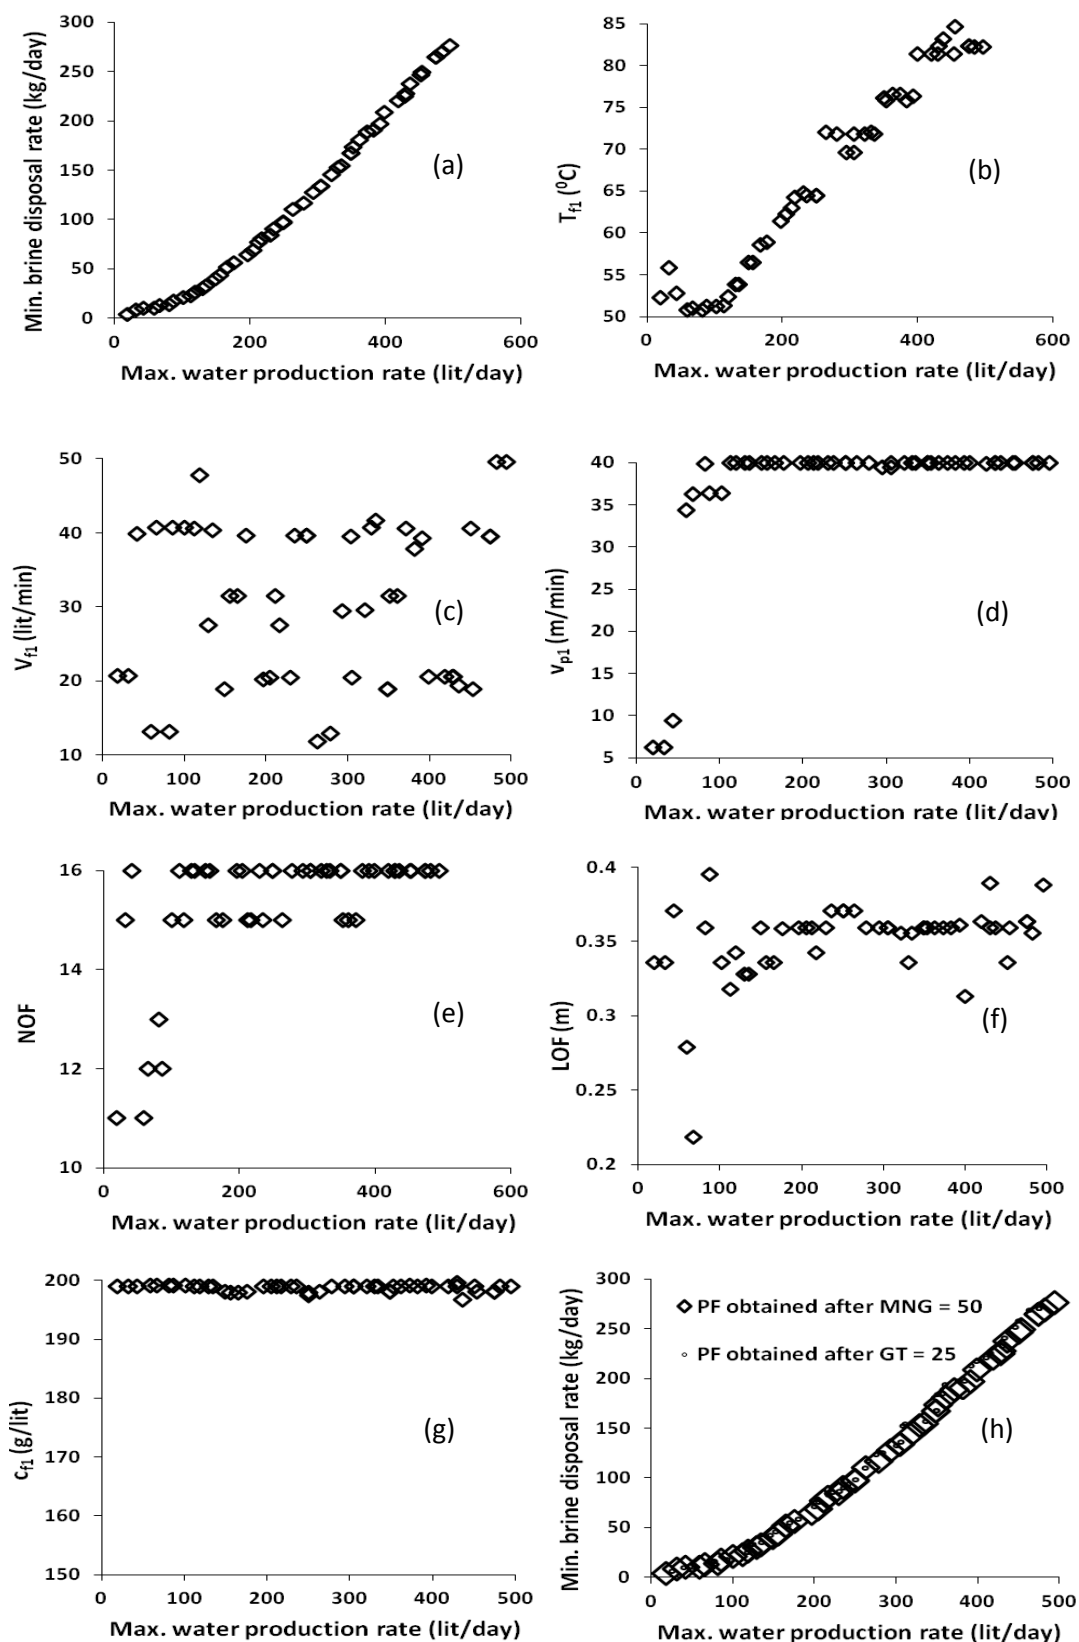 300
250
200
150
100
50
0
0 200 400 600
Min. brine disposal rate (kg/day)
Max. water production rate (lit/day)
(a)
85
80
75
70
65
60
55
50
0 200 400 600
T_f1 (⁰C)
Max. water production rate (lit/day)
(b)
50
40
30
20
10
0 100 200 300 400 500
V_f1 (lit/min)
Max. water production rate (lit/day)
(c)
40
35
30
25
20
15
10
5
0 100 200 300 400 500
v_p1 (m/min)
Max. water production rate (lit/day)
(d)
16
14
12
10
0 200 400 600
NOF
Max. water production rate (lit/day)
(e)
0.4
0.35
0.3
0.25
0.2
0 100 200 300 400 500
LOF (m)
Max. water production rate (lit/day)
(f)
200
190
180
170
160
150
0 100 200 300 400 500
c_f1 (g/lit)
Max. water production rate (lit/day)
(g)
300
250
200
150
100
50
0
0 100 200 300 400 500
Min. brine disposal rate (kg/day)
Max. water production rate (lit/day)
PF obtained after MNG = 50
PF obtained after GT = 25
(h)